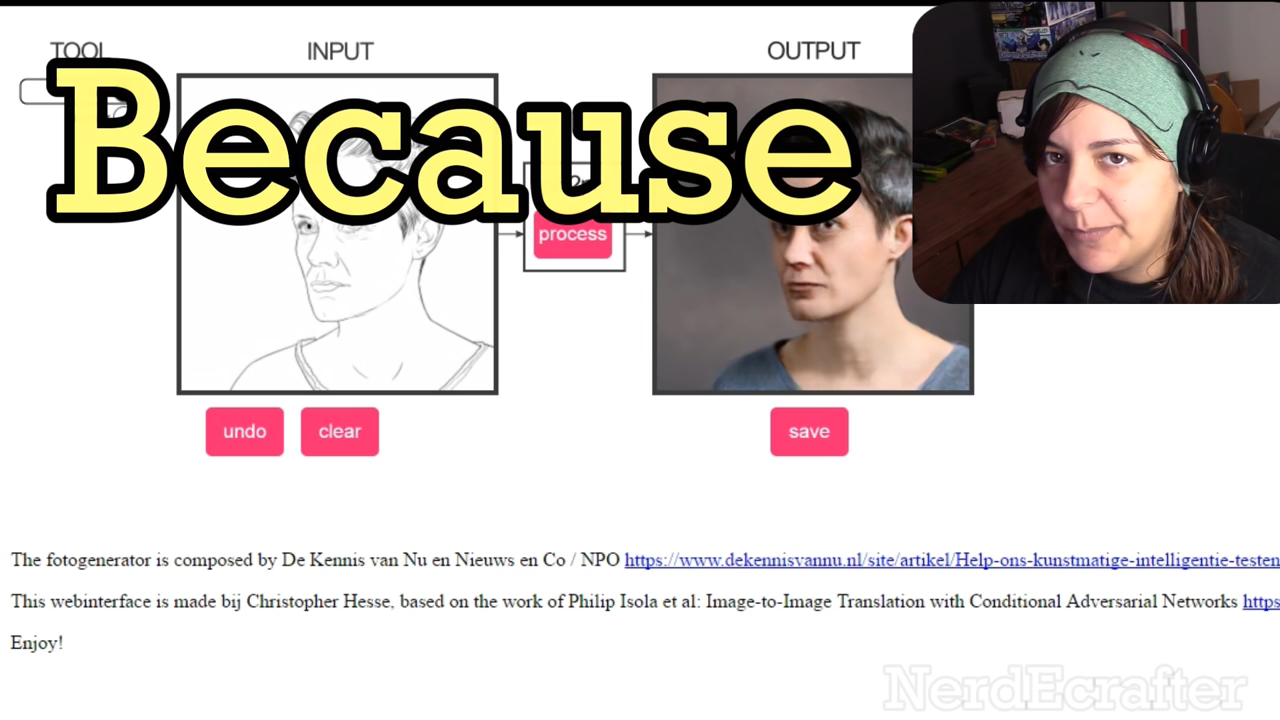 TOOL
INPUT
OUTPUT
Because
process
undo
clear
save
The fotogenerator is composed by De Kennis van Nu en Nieuws en Co / NPO https://www.dekennisvannu.nl/site/artikel/Help-ons-kunstmatige-intelligentie-testen
This webinterface is made bij Christopher Hesse, based on the work of Philip Isola et al: Image-to-Image Translation with Conditional Adversarial Networks https
Enjoy!
NerdEcrafter